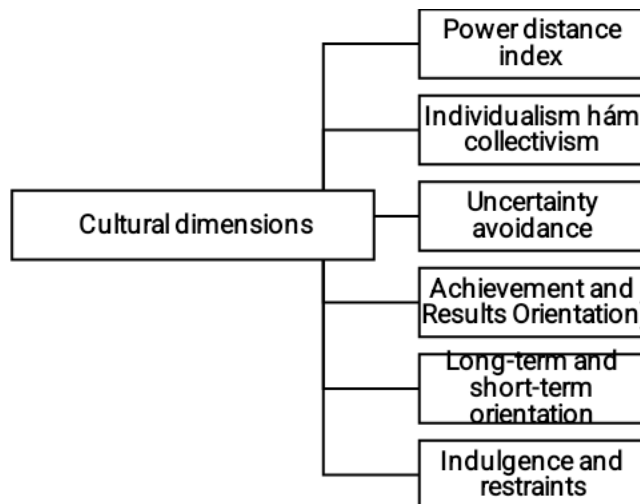 Cultural dimensions
Power distance
index
Individualism hám
collectivism
Uncertainty
avoidance
Achievement and
Results Orientation
Long-term and
short-term
orientation
Indulgence and
restraints